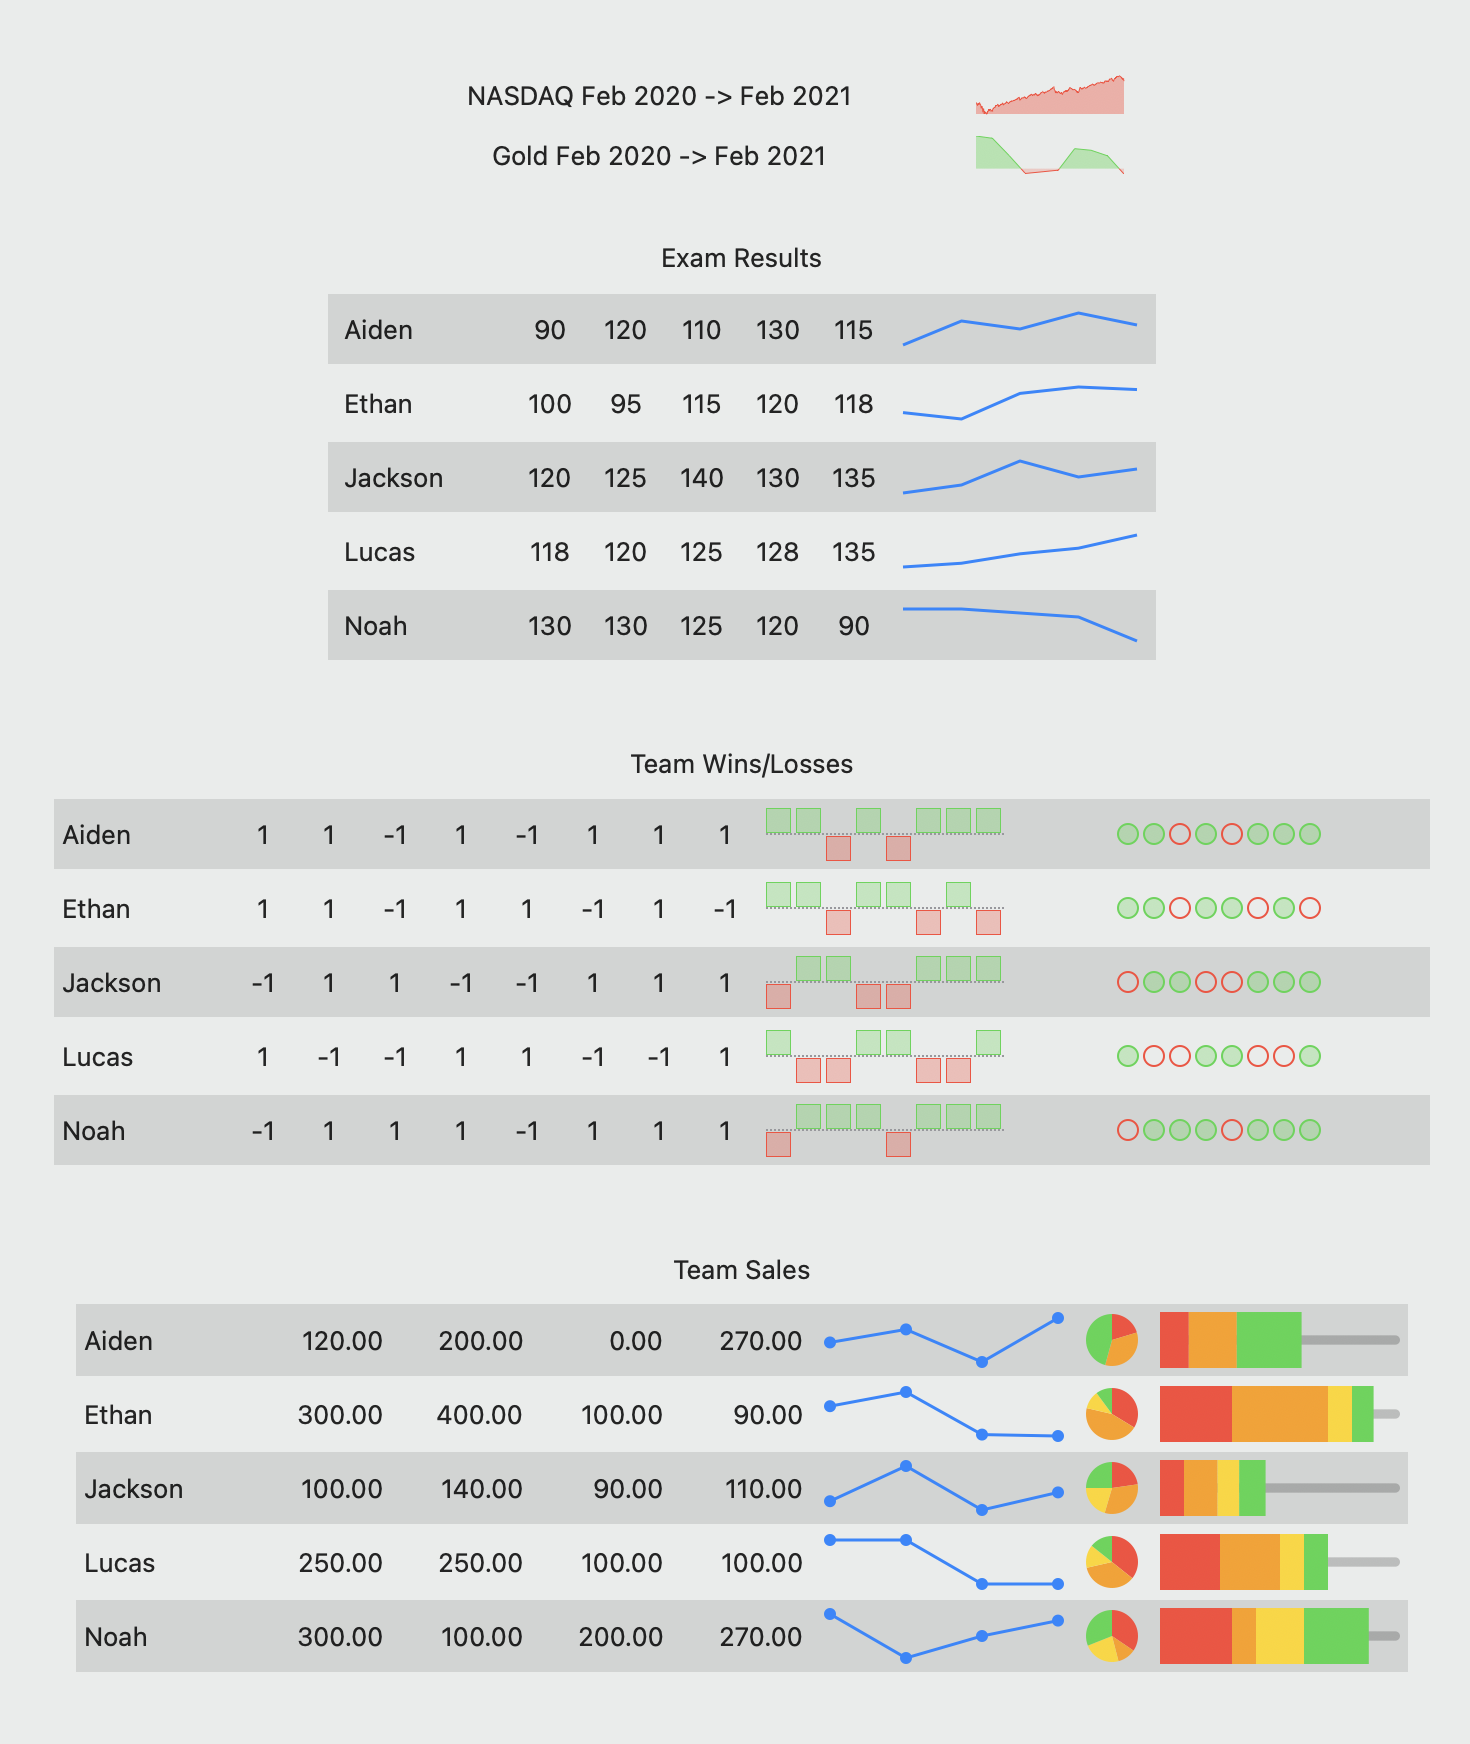 NASDAQ Feb 2020 -> Feb 2021
Gold Feb 2020 -> Feb 2021
Exam Results
Aiden 90 120 110 130 115
Ethan 100 95 115 120 118
Jackson 120 125 140 130 135
Lucas 118 120 125 128 135
Noah 130 130 125 120 90
Team Wins/Losses
Aiden 1 1 -1 1 -1 1 1 1
Ethan 1 1 -1 1 1 -1 1 -1
Jackson -1 1 1 -1 -1 1 1 1
Lucas 1 -1 -1 1 1 -1 -1 1
Noah -1 1 1 1 -1 1 1 1
Team Sales
Aiden 120.00 200.00 0.00 270.00
Ethan 300.00 400.00 100.00 90.00
Jackson 100.00 140.00 90.00 110.00
Lucas 250.00 250.00 100.00 100.00
Noah 300.00 100.00 200.00 270.00